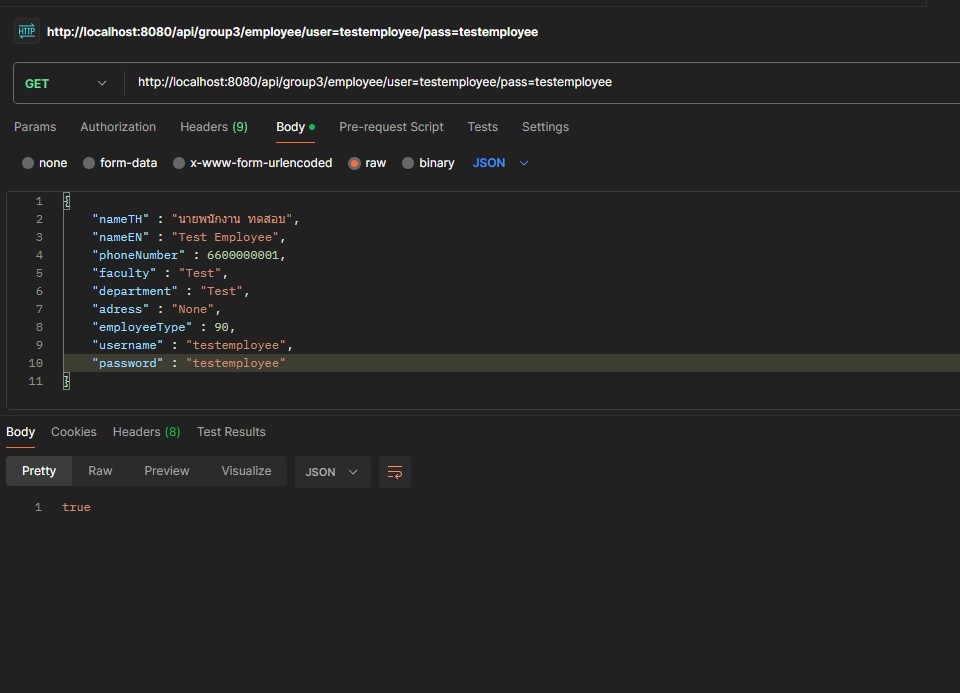 HTTP http://localhost:8080/api/group3/employee/user=testemployee/pass=testemployee
GET http://localhost:8080/api/group3/employee/user=testemployee/pass=testemployee
Params Authorization Headers (9) Body Pre-request Script Tests Settings
none form-data x-www-form-urlencoded raw binary JSON
1 {
2 "nameTH" : "นายพนักงาน ทดสอบ",
3 "nameEN" : "Test Employee",
4 "phoneNumber" : 6600000001,
5 "faculty" : "Test",
6 "department" : "Test",
7 "adress" : "None",
8 "employeeType" : 90,
9 "username" : "testemployee",
10 "password" : "testemployee"
11 }
Body Cookies Headers (8) Test Results
Pretty Raw Preview Visualize JSON
1 true